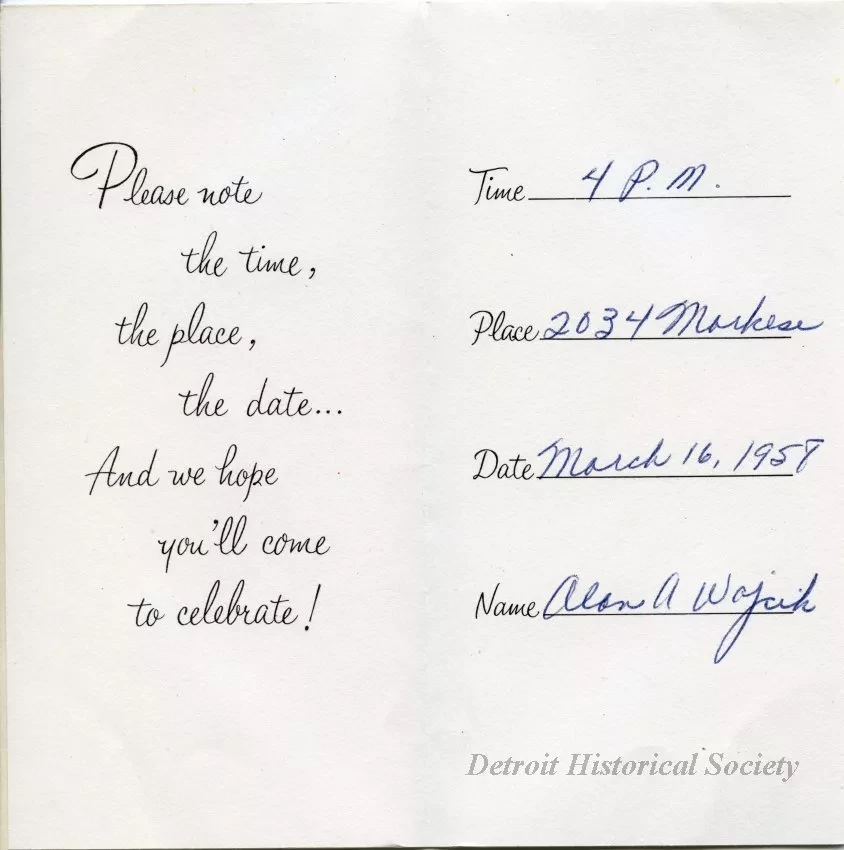 Please note
the time,
the place,
the date...
And we hope
you'll come
to celebrate!
Time 4 P. M.
Place 2034 Markese
Date March 16, 1958
Name Alan A Wojcik
Detroit Historical Society